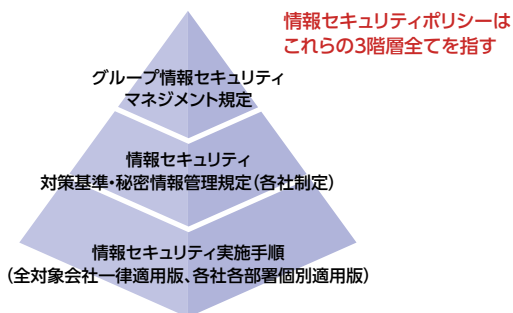 情報セキュリティポリシーは
これらの3階層全てを指す
グループ情報セキュリティ
マネジメント規定
情報セキュリティ
対策基準・秘密情報管理規定(各社制定)
情報セキュリティ実施手順
(全対象会社一律適用版、各社各部署個別適用版)